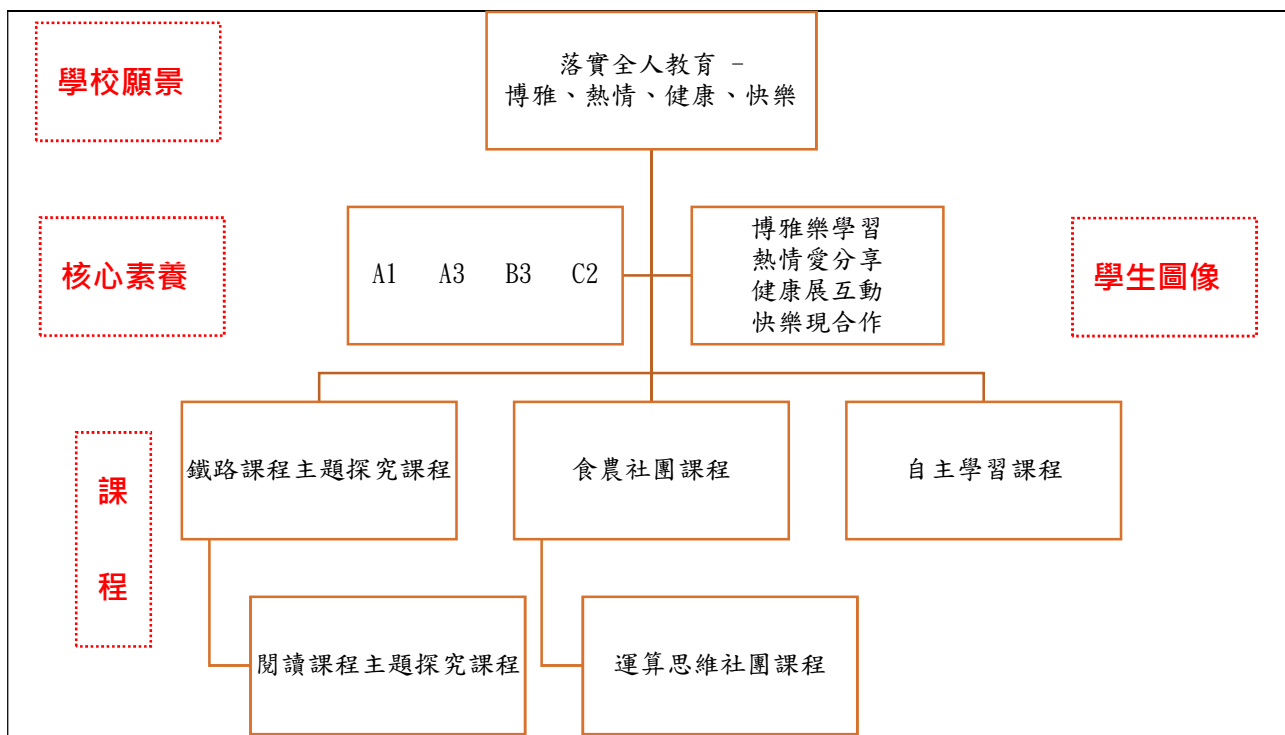 學校願景
落實全人教育 -
博雅、熱情、健康、快樂
核心素養
A1 A3 B3 C2
博雅樂學習
熱情愛分享
健康展互動
快樂現合作
學生圖像
課
程
鐵路課程主題探究課程
食農社團課程
自主學習課程
閱讀課程主題探究課程
運算思維社團課程